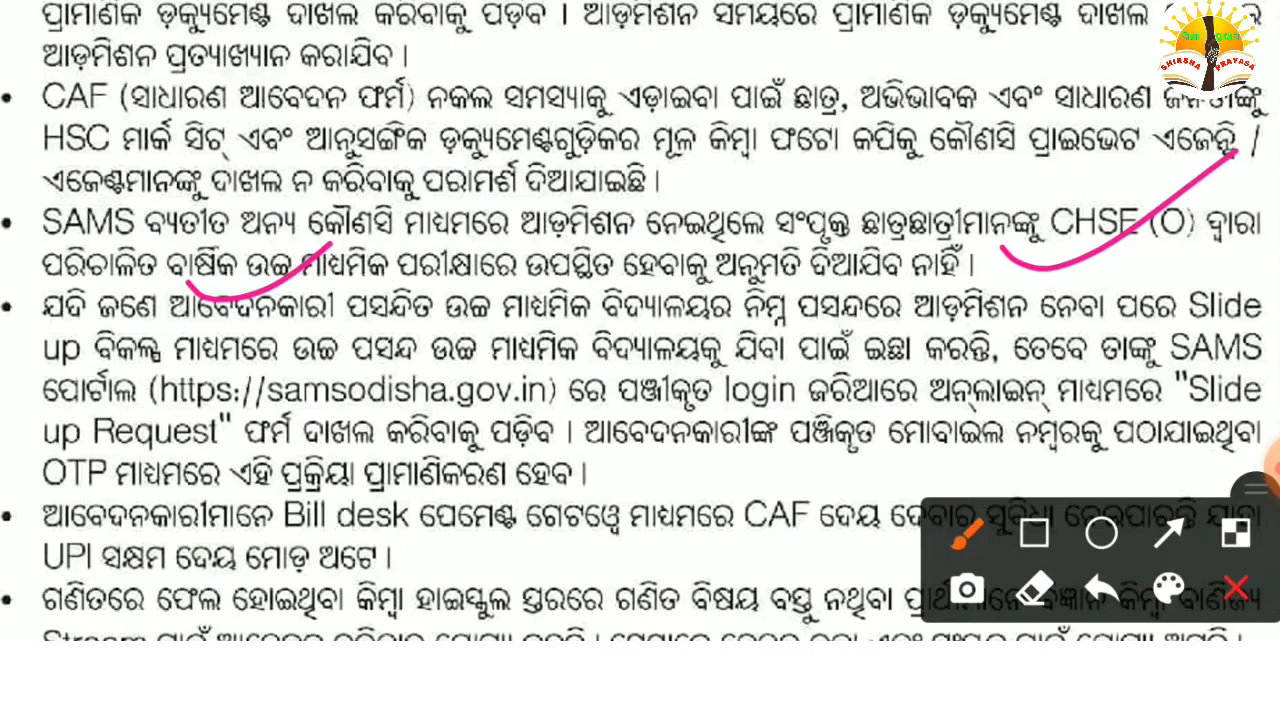 ପ୍ରାମାଣିକ ଡ଼କ୍ୟୁମେଣ୍ଟ ଦାଖଲ କରିବାକୁ ପଡ଼ିବ । ଆଡ଼ମିଶନ ସମୟରେ ପ୍ରାମାଣିକ ଡ଼କ୍ୟୁମେଣ୍ଟ ଦାଖଲ
ଆଡ଼ମିଶନ ପ୍ରତ୍ୟାଖ୍ୟାନ କରାଯିବ ।
SHIKSHA PRAYASA
• CAF (ସାଧାରଣ ଆବେଦନ ଫର୍ମ) ନକଲ ସମସ୍ୟାକୁ ଏଡ଼ାଇବା ପାଇଁ ଛାତ୍ର, ଅଭିଭାବକ ଏବଂ ସାଧାରଣ
HSC ମାର୍କ ସିଟ୍ ଏବଂ ଆନୁସଙ୍ଗିକ ଡ଼କ୍ୟୁମେଣ୍ଟଗୁଡ଼ିକର ମୂଳ କିମ୍ବା ଫଟୋ କପିକୁ କୌଣସି ପ୍ରାଇଭେଟ ଏଜେନ୍ସି /
ଏଜେଣ୍ଟମାନଙ୍କୁ ଦାଖଲ ନ କରିବାକୁ ପରାମର୍ଶ ଦିଆଯାଇଛି ।
• SAMS ବ୍ୟତୀତ ଅନ୍ୟ କୌଣସି ମାଧ୍ୟମରେ ଆଡ଼ମିଶନ ନେଇଥିଲେ ସଂପୃକ୍ତ ଛାତ୍ରଛାତ୍ରୀମାନଙ୍କୁ CHSE (O) ଦ୍ୱାରା
ପରିଚାଳିତ ବାର୍ଷିକ ଉଚ୍ଚ ମାଧ୍ୟମିକ ପରୀକ୍ଷାରେ ଉପସ୍ଥିତ ହେବାକୁ ଅନୁମତି ଦିଆଯିବ ନାହିଁ ।
• ଯଦି ଜଣେ ଆବେଦନକାରୀ ପସନ୍ଦିତ ଉଚ୍ଚ ମାଧ୍ୟମିକ ବିଦ୍ୟାଳୟର ନିମ୍ନ ପସନ୍ଦରେ ଆଡ଼ମିଶନ ନେବା ପରେ Slide
up ବିକଳ୍ପ ମାଧ୍ୟମରେ ଉଚ୍ଚ ପସନ୍ଦ ଉଚ୍ଚ ମାଧ୍ୟମିକ ବିଦ୍ୟାଳୟକୁ ଯିବା ପାଇଁ ଇଛା କରନ୍ତି, ତେବେ ତାଙ୍କୁ SAMS
ପୋର୍ଟାଲ (https://samsodisha.gov.in) ରେ ପଞ୍ଜୀକୃତ login ଜରିଆରେ ଅନ୍‌ଲାଇନ୍ ମାଧ୍ୟମରେ "Slide
up Request" ଫର୍ମ ଦାଖଲ କରିବାକୁ ପଡ଼ିବ । ଆବେଦନକାରୀଙ୍କ ପଞ୍ଜିକୃତ ମୋବାଇଲ ନମ୍ବରକୁ ପଠାଯାଇଥିବା
OTP ମାଧ୍ୟମରେ ଏହି ପ୍ରକ୍ରିୟା ପ୍ରାମାଣିକରଣ ହେବ ।
• ଆବେଦନକାରୀମାନେ Bill desk ପେମେଣ୍ଟ ଗେଟୱେ ମାଧ୍ୟମରେ CAF ଦେୟ ଦେବାର ସୁବିଧା
UPI ସକ୍ଷମ ଦେୟ ମୋଡ଼ ଅଟେ ।
• ଗଣିତରେ ଫେଲ ହୋଇଥିବା କିମ୍ବା ହାଇସ୍କୁଲ ସ୍ତରରେ ଗଣିତ ବିଷୟ ବସ୍ତୁ ନଥିବା ପ୍ରାର୍ଥୀମାନେ ବିଜ୍ଞାନ କିମ୍ବା ବାଣିଜ୍ୟ
Stream